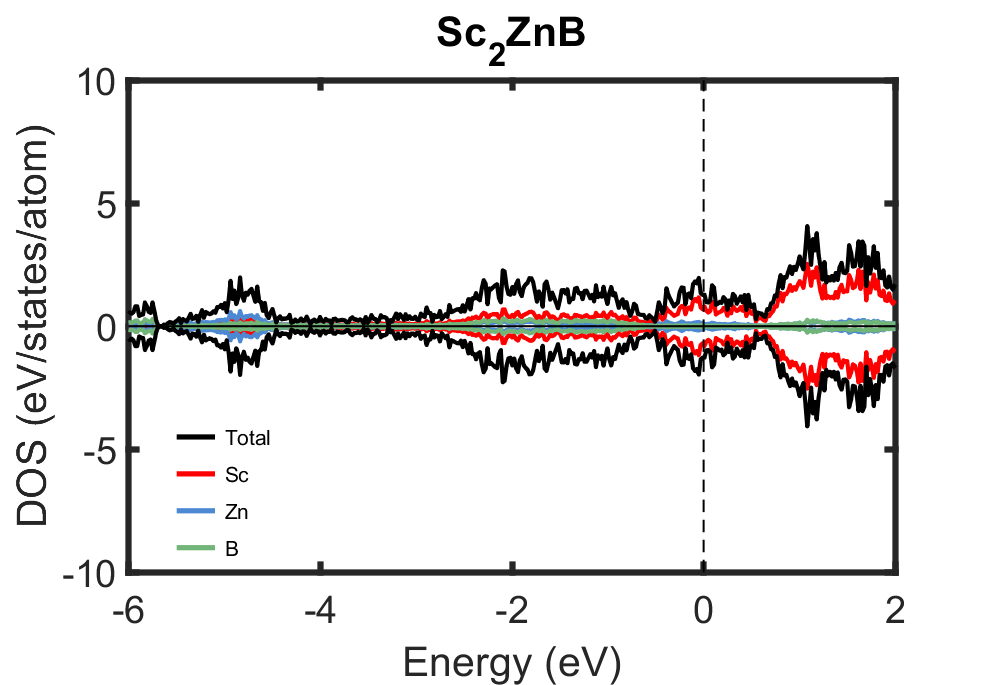 Sc2ZnB
10
5
0
-5
-10
DOS (eV/states/atom)
Total
Sc
Zn
B
-6 -4 -2 0 2
Energy (eV)